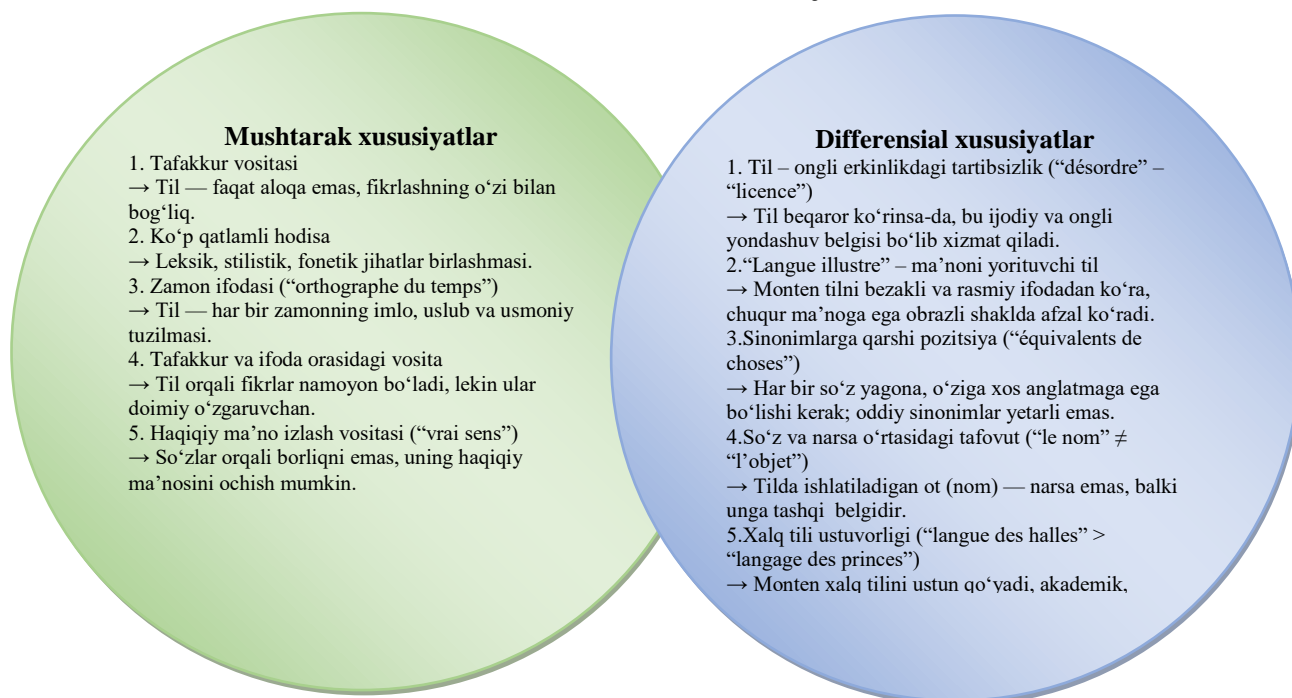 Mushtarak xususiyatlar
1. Tafakkur vositasi
→ Til — faqat aloqa emas, fikrlashning o‘zi bilan
bog‘liq.
2. Ko‘p qatlamli hodisa
→ Leksik, stilistik, fonetik jihatlar birlashmasi.
3. Zamon ifodasi (“orthographe du temps”)
→ Til — har bir zamonning imlo, uslub va usmoniy
tuzilmasi.
4. Tafakkur va ifoda orasidagi vosita
→ Til orqali fikrlar namoyon bo‘ladi, lekin ular
doimiy o‘zgaruvchan.
5. Haqiqiy ma’no izlash vositasi (“vrai sens”)
→ So‘zlar orqali borliqni emas, uning haqiqiy
ma’nosini ochish mumkin.
Differensial xususiyatlar
1. Til – ongli erkinlikdagi tartibsizlik (“désordre” –
“licence”)
→ Til beqaror ko‘rinsa-da, bu ijodiy va ongli
yondashuv belgisi bo‘lib xizmat qiladi.
2.“Langue illustre” – ma’noni yorituvchi til
→ Monten tilni bezakli va rasmiy ifodadan ko‘ra,
chuqur ma’noga ega obrazli shaklda afzal ko‘radi.
3.Sinonimlarga qarshi pozitsiya (“équivalents de
choses”)
→ Har bir so‘z yagona, o‘ziga xos anglatmaga ega
bo‘lishi kerak; oddiy sinonimlar yetarli emas.
4.So‘z va narsa o‘rtasidagi tafovut (“le nom” ≠
“l’objet”)
→ Tilda ishlatiladigan ot (nom) — narsa emas, balki
unga tashqi belgidir.
5.Xalq tili ustuvorligi (“langue des halles” >
“langage des princes”)
→ Monten xalq tilini ustun qo‘yadi, akademik,